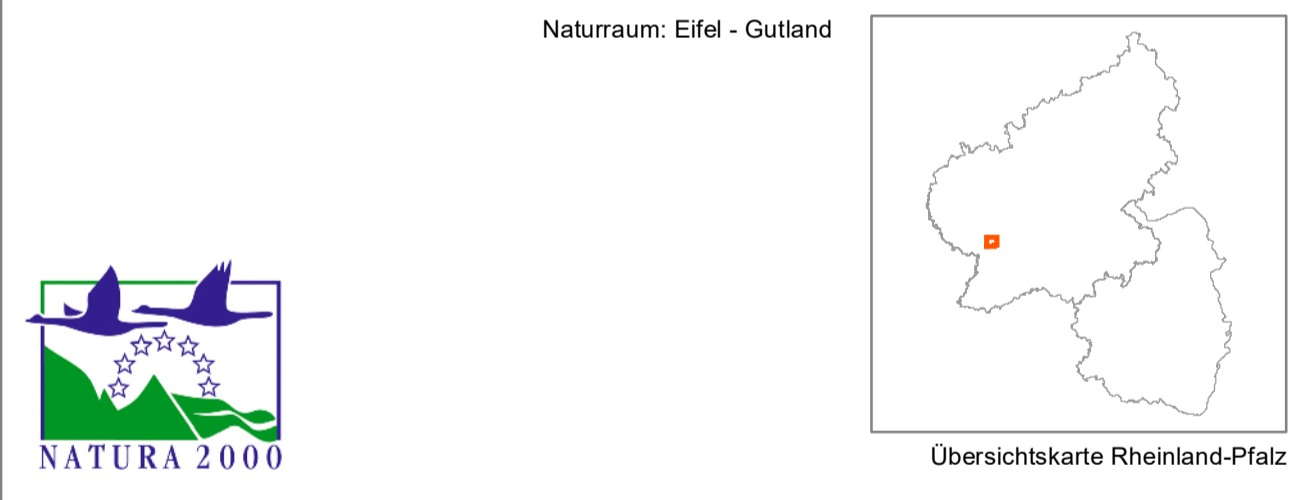 Naturraum: Eifel - Gutland
NATURA 2000
Übersichtskarte Rheinland-Pfalz